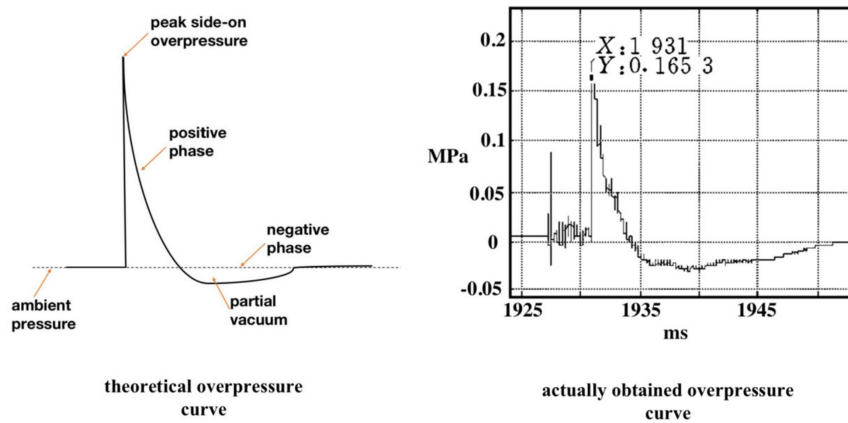 peak side-on
overpressure
positive
phase
negative
phase
ambient
pressure
partial
vacuum
theoretical overpressure
curve
0.2
0.15
0.1
0.05
0
-0.05
MPa
X:1 931
Y:0.165 3
1925
1935
1945
ms
actually obtained overpressure
curve